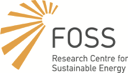 FOSS
Research Centre for
Sustainable Energy